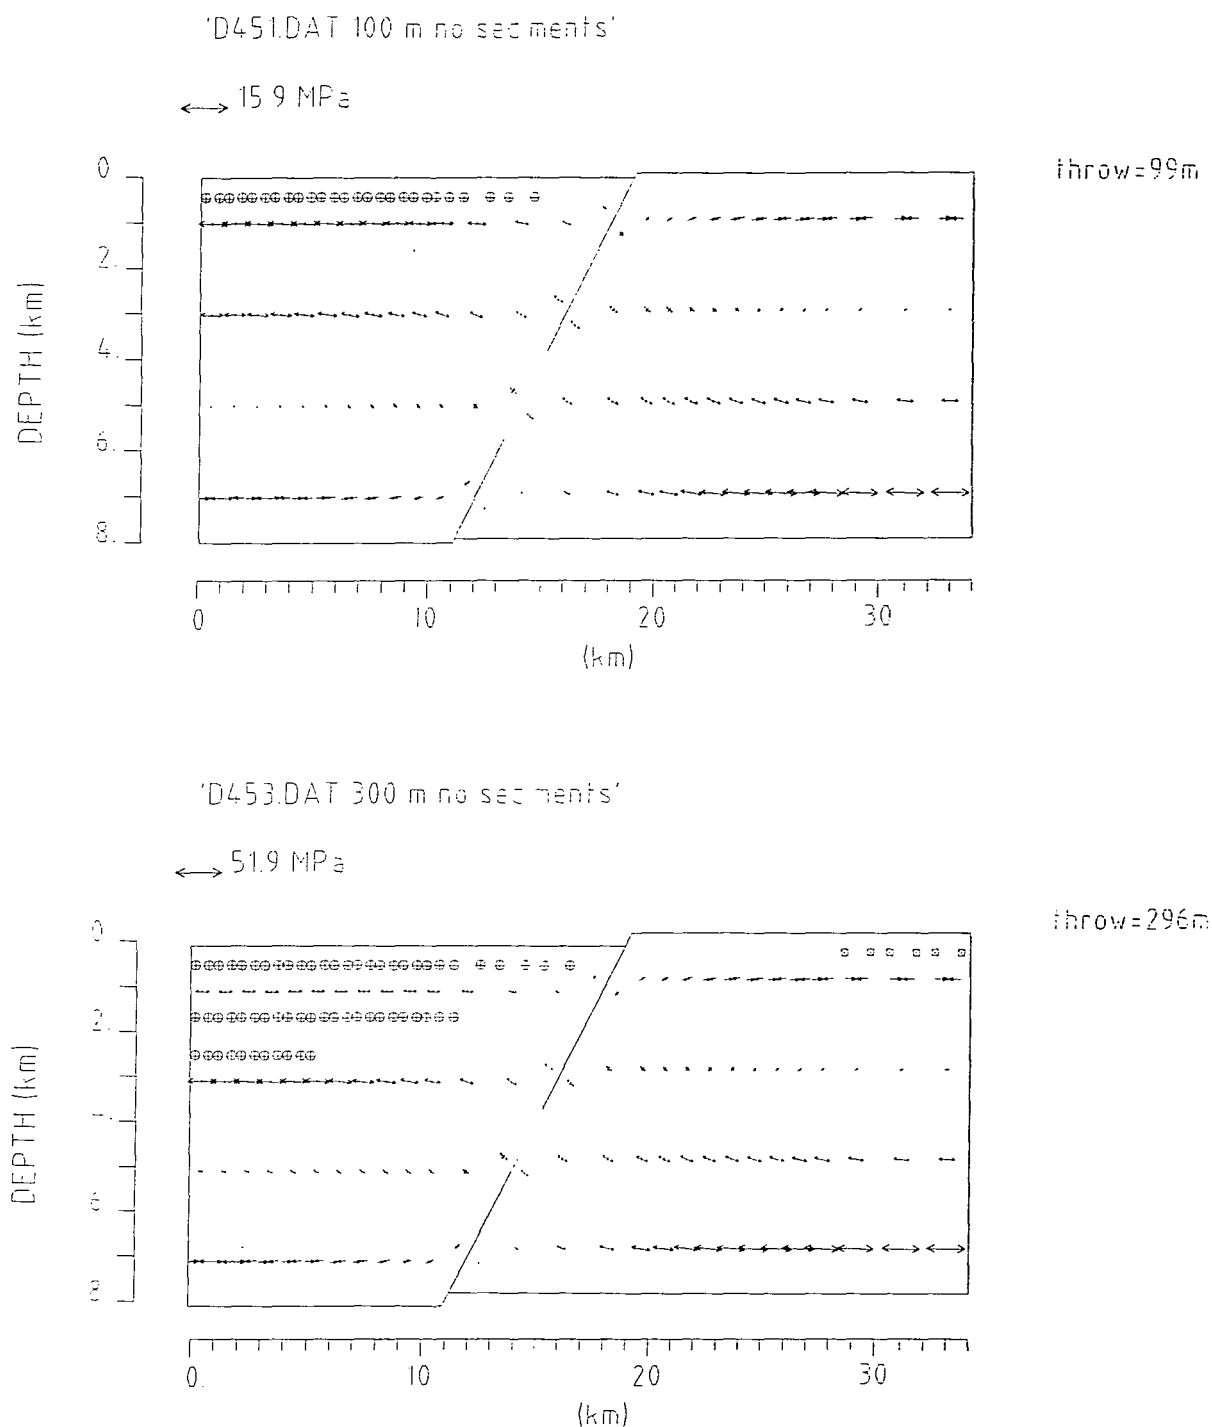 'D451.DAT 100 m no segments'
15.9 MPa
throw=99m
0
2.
4.
6.
8.
DEPTH (km)
0 10 20 30
(km)
'D453.DAT 300 m no segments'
51.9 MPa
throw=296m
0
2.
4.
6.
8
DEPTH (km)
0. 10 20 30
(km)